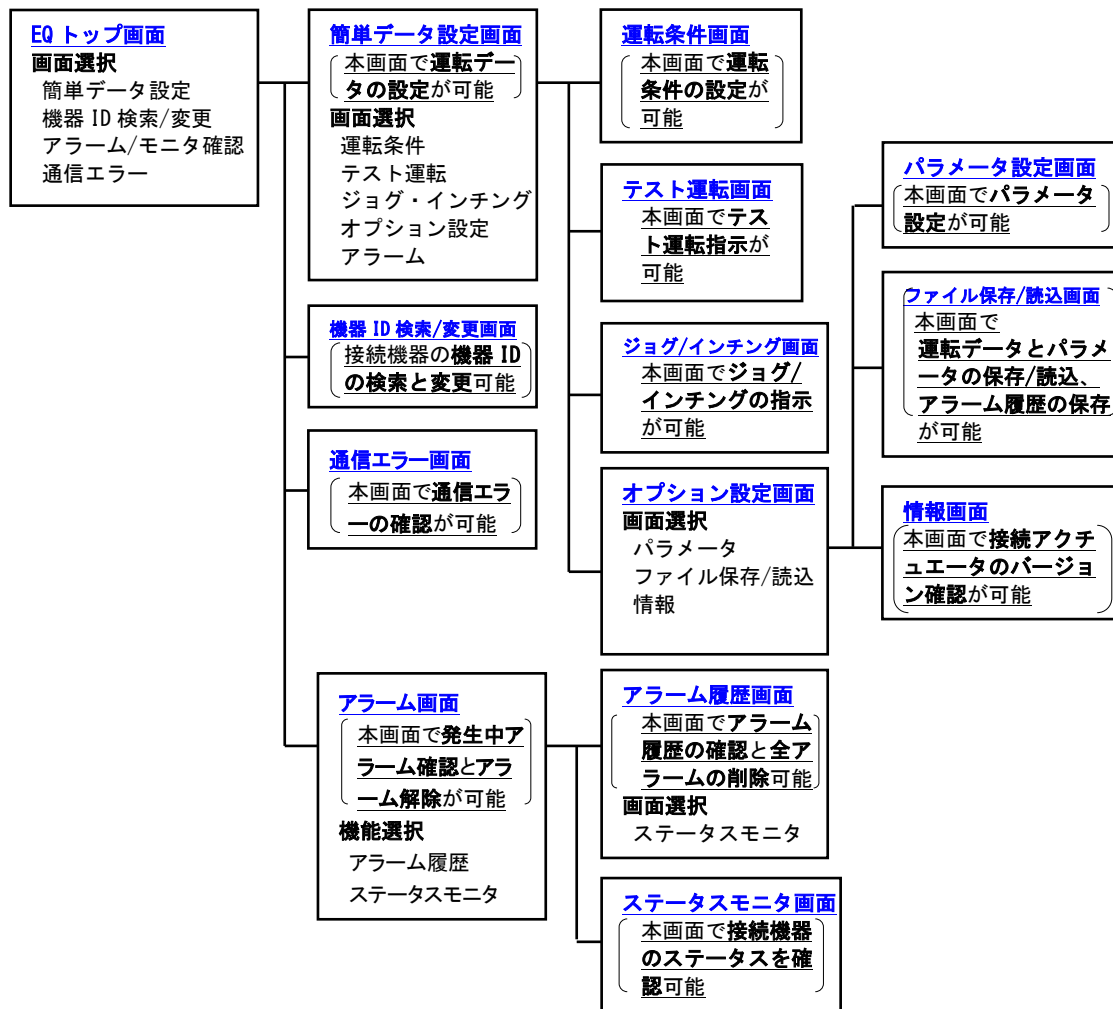 EQ トップ画面
画面選択
簡単データ設定
機器 ID 検索/変更
アラーム/モニタ確認
通信エラー
簡単データ設定画面
本画面で運転デー
タの設定が可能
画面選択
運転条件
テスト運転
ジョグ・インチング
オプション設定
アラーム
機器 ID 検索/変更画面
接続機器の機器 ID
の検索と変更可能
通信エラー画面
本画面で通信エラ
ーの確認が可能
アラーム画面
本画面で発生中ア
ラーム確認とアラ
ーム解除が可能
機能選択
アラーム履歴
ステータスモニタ
運転条件画面
本画面で運転
条件の設定が
可能
テスト運転画面
本画面でテス
ト運転指示が
可能
ジョグ/インチング画面
本画面でジョグ/
インチングの指示
が可能
オプション設定画面
画面選択
パラメータ
ファイル保存/読込
情報
アラーム履歴画面
本画面でアラーム
履歴の確認と全ア
ラームの削除可能
画面選択
ステータスモニタ
ステータスモニタ画面
本画面で接続機器
のステータスを確
認可能
パラメータ設定画面
本画面でパラメータ
設定が可能
ファイル保存/読込画面
本画面で
運転データとパラメ
ータの保存/読込、
アラーム履歴の保存
が可能
情報画面
本画面で接続アクチ
ュエータのバージョ
ン確認が可能